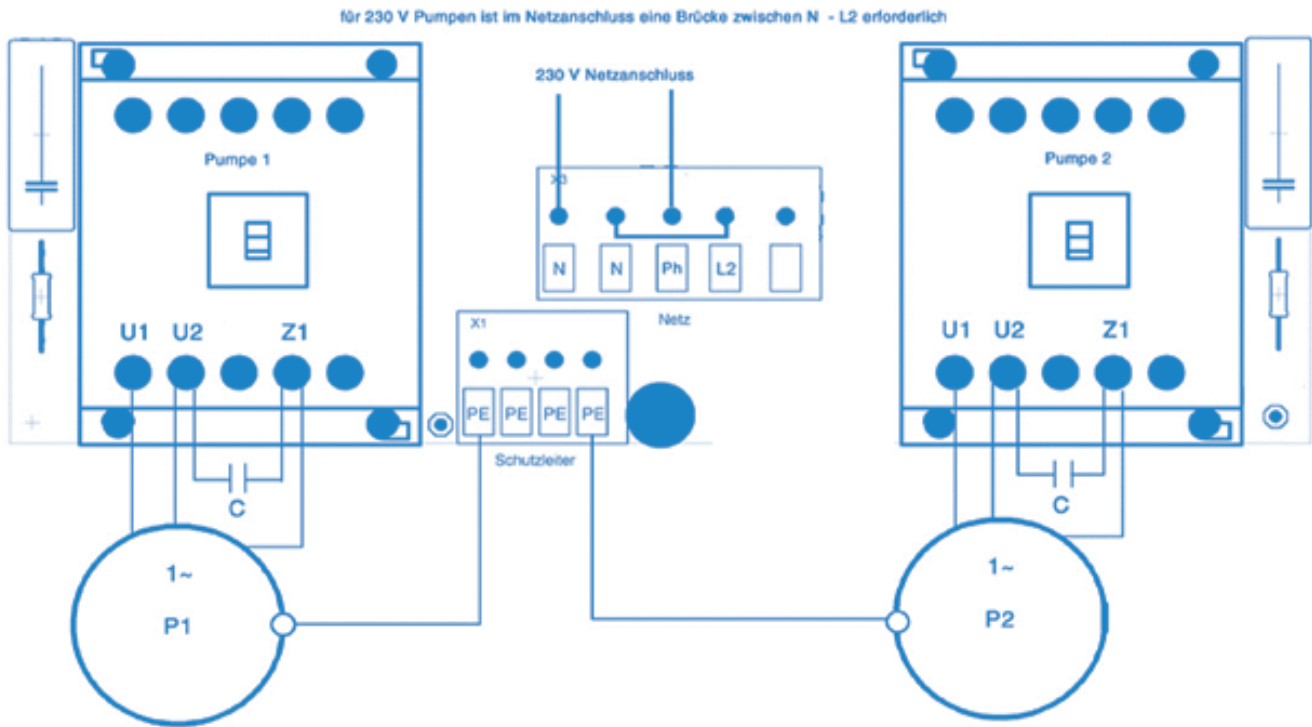 für 230 V Pumpen ist im Netzanschluss eine Brücke zwischen N - L2 erforderlich
230 V Netzanschluss
Pumpe 1
Pumpe 2
X3
N N Ph L2
Netz
U1 U2 Z1
U1 U2 Z1
X1
PE PE PE PE
Schutzleiter
C
C
1~
P1
1~
P2